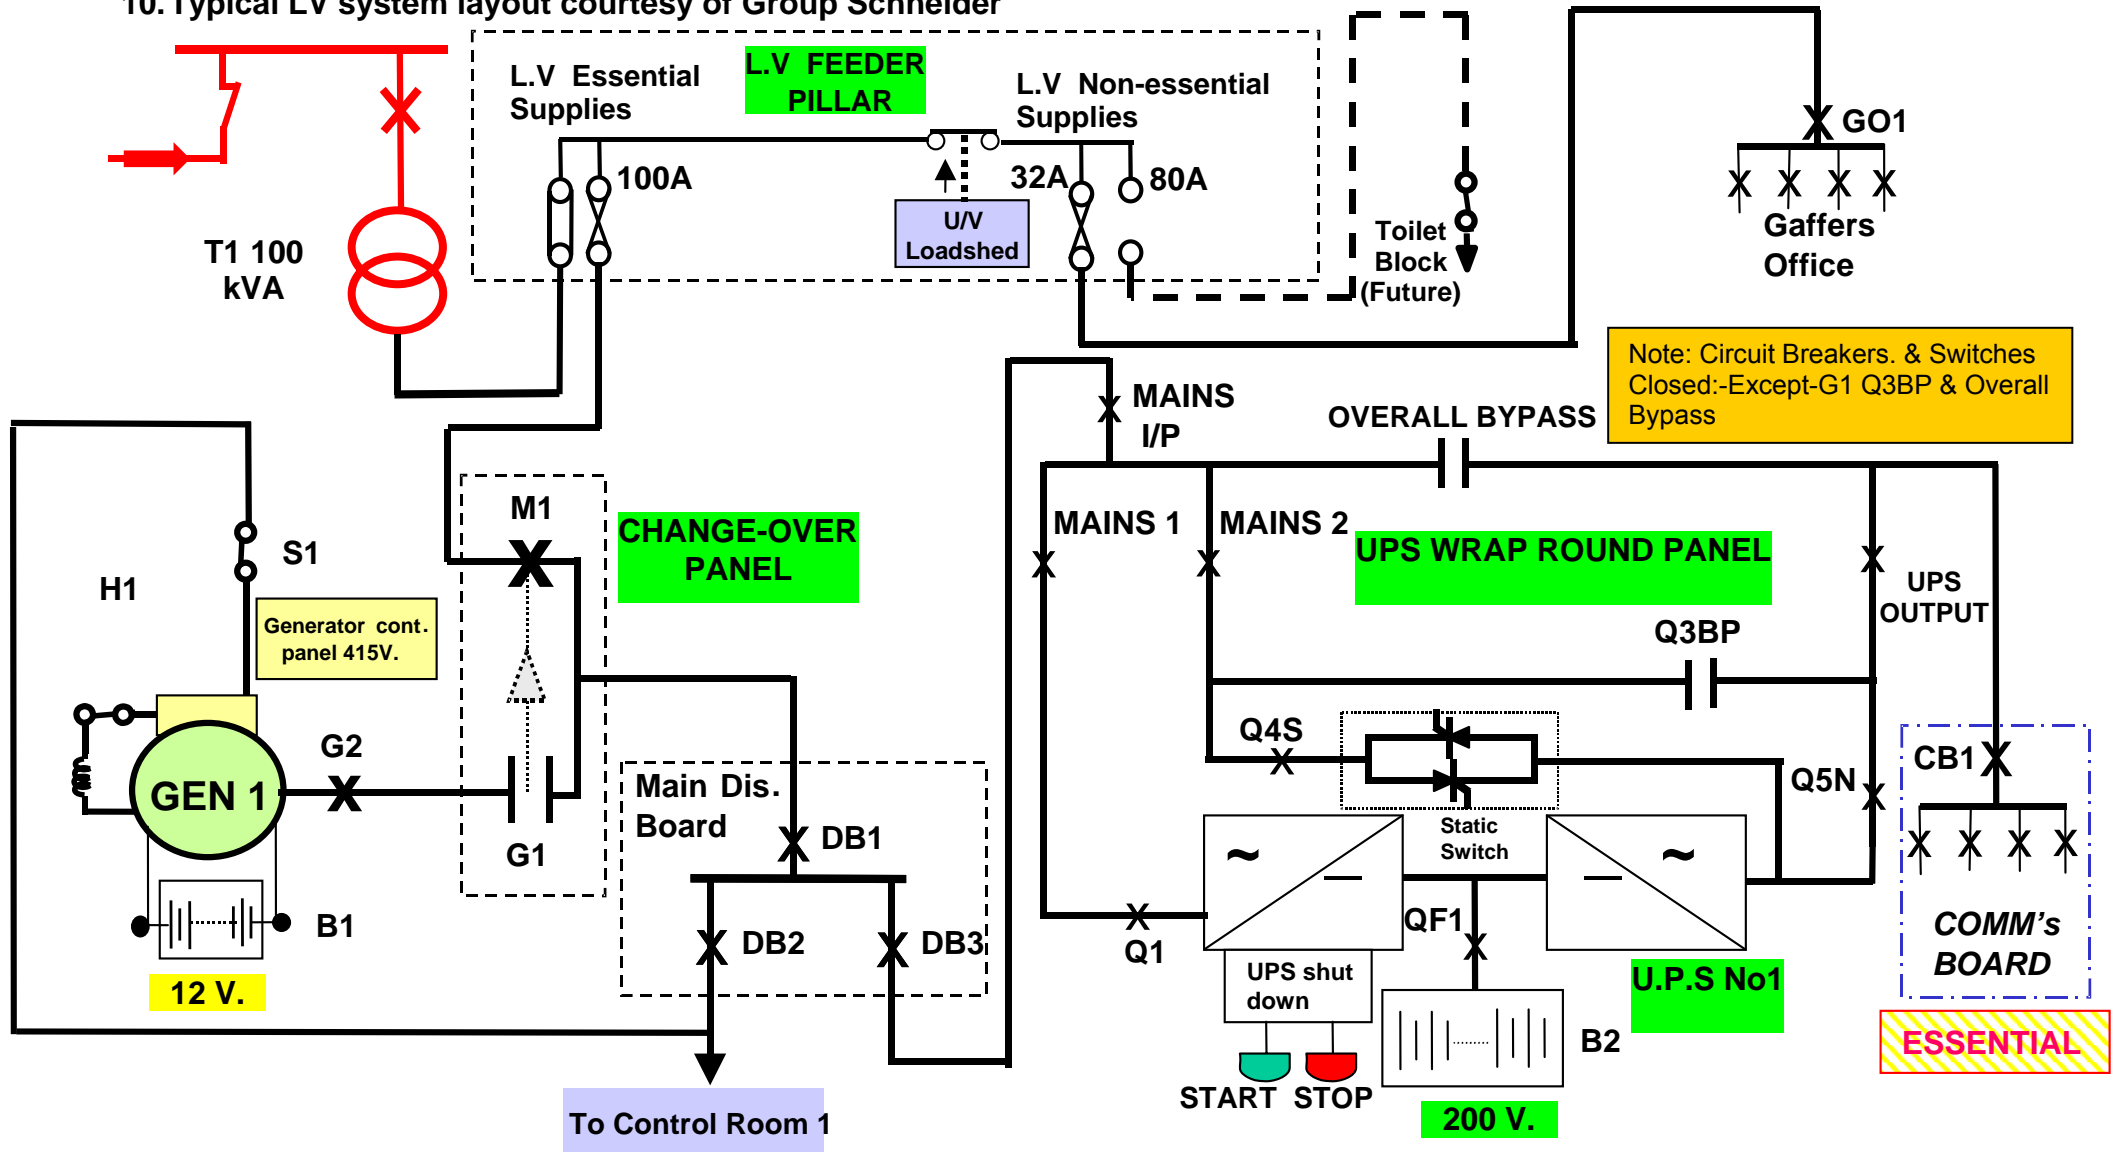 10. Typical LV system layout courtesy of Group Schneider
L.V Essential
Supplies
L.V FEEDER
PILLAR
L.V Non-essential
Supplies
100A
32A
80A
U/V
Loadshed
T1 100
kVA
Toilet
Block
(Future)
GO1
Gaffers
Office
Note: Circuit Breakers. & Switches
Closed:-Except-G1 Q3BP & Overall
Bypass
MAINS
I/P
OVERALL BYPASS
MAINS 1
MAINS 2
UPS WRAP ROUND PANEL
UPS
OUTPUT
Q3BP
M1
CHANGE-OVER
PANEL
S1
H1
Generator cont.
panel 415V.
G2
GEN 1
G1
B1
12 V.
Main Dis.
Board
DB1
DB2
DB3
To Control Room 1
Q4S
Static
Switch
Q5N
CB1
~
~
Q1
QF1
UPS shut
down
START
STOP
B2
200 V.
U.P.S No1
COMM's
BOARD
ESSENTIAL